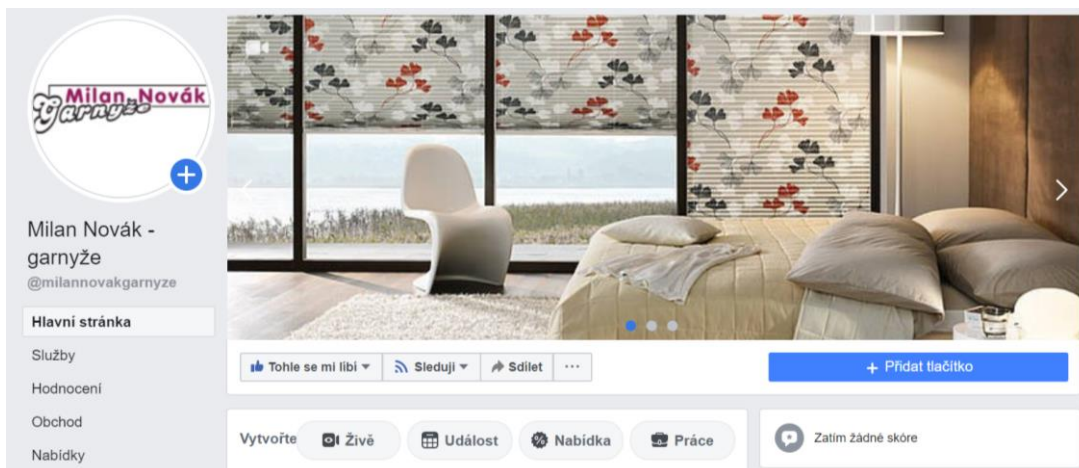 Milan Novák
Garnyže
Milan Novák -
garnyže
@milannovakgarnyze
Hlavní stránka
Služby
Hodnocení
Obchod
Nabídky
Tohle se mi líbí
Sleduji
Sdílet
+ Přidat tlačítko
Vytvořte
Živě
Událost
Nabídka
Práce
Zatím žádné skóre